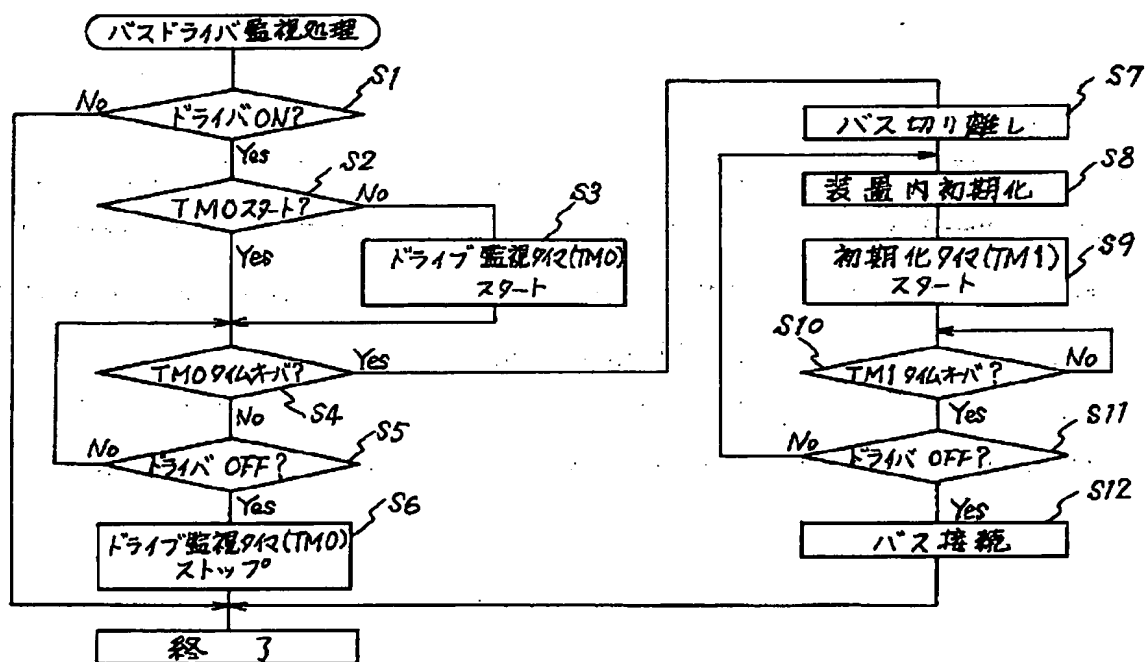 バスドライバ監視処理
S1
No
ドライバON?
Yes
S2
TM0スタート?
No
Yes
S3
ドライブ監視タイマ(TM0)
スタート
TM0タイムオーバ?
Yes
S4
No
S5
No
ドライバOFF?
Yes
S6
ドライブ監視タイマ(TM0)
ストップ
終了
S7
バス切り離し
S8
装置内初期化
S9
初期化タイマ(TM1)
スタート
S10
TM1タイムオーバ?
No
Yes
S11
No
ドライバOFF?
Yes
S12
バス接続